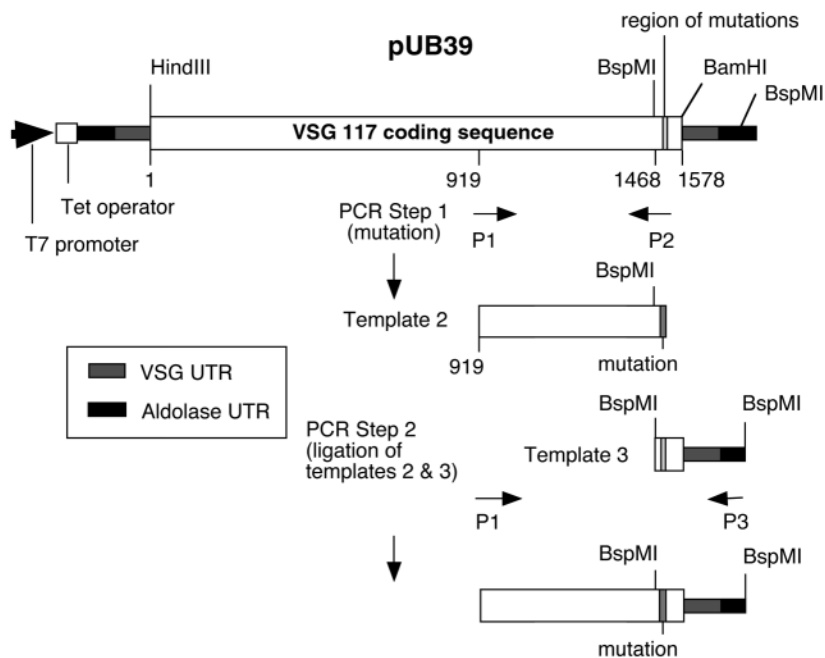 region of mutations
pUB39
HindIII
BspMI
BamHI
BspMI
VSG 117 coding sequence
1
919
1468
1578
Tet operator
T7 promoter
PCR Step 1
(mutation)
P1
P2
BspMI
Template 2
919
mutation
VSG UTR
Aldolase UTR
PCR Step 2
(ligation of
templates 2 & 3)
BspMI
BspMI
Template 3
P1
P3
BspMI
BspMI
mutation